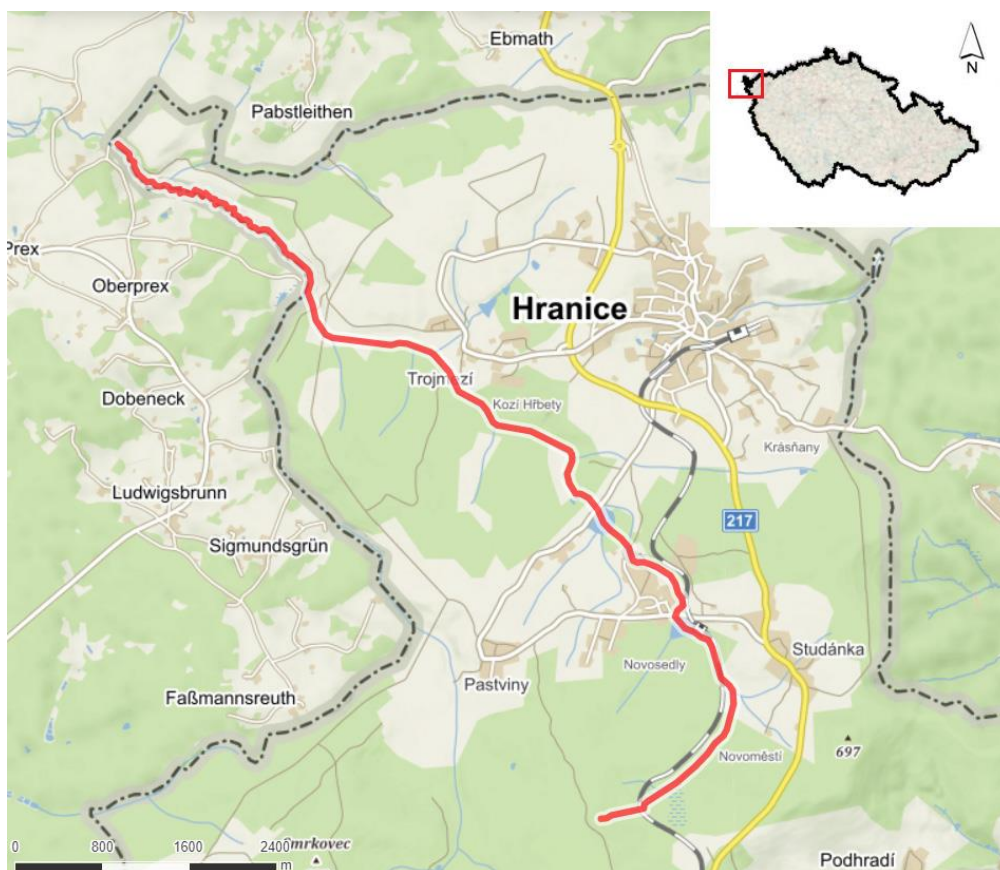 Ebmath
N
Pabstleithen
Prex
Oberprex
Hranice
Trojmezí
Kozí Hřbety
Dobeneck
Krásňany
Ludwigsbrunn
217
Sigmundsgrün
Studánka
Novosedly
Pastviny
Faßmannsreuth
697
Novoměstí
0 800 1600 2400
m
Smrkovec
Podhradí